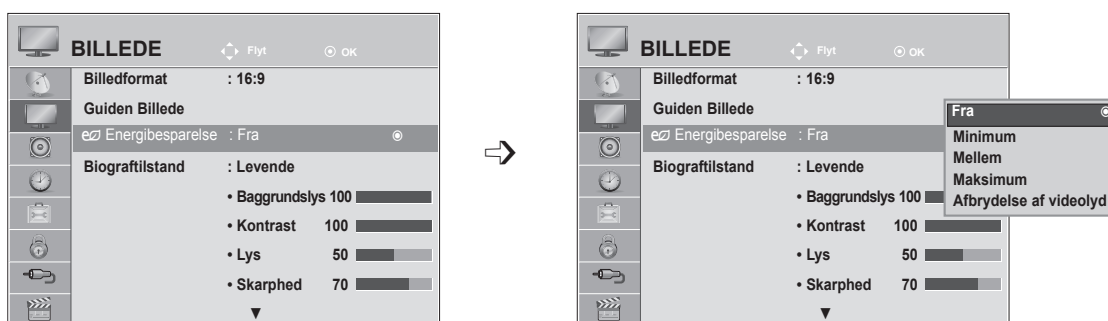 BILLEDE Flyt OK
Billedformat : 16:9
Guiden Billede
Energibesparelse : Fra
Biograftilstand : Levende
• Baggrundslys 100
• Kontrast 100
• Lys 50
• Skarphed 70
▼
BILLEDE Flyt OK
Billedformat : 16:9
Guiden Billede
Energibesparelse : Fra
Biograftilstand : Levende
• Baggrundslys 100
• Kontrast 100
• Lys 50
• Skarphed 70
▼
Fra
Minimum
Mellem
Maksimum
Afbrydelse af videolyd